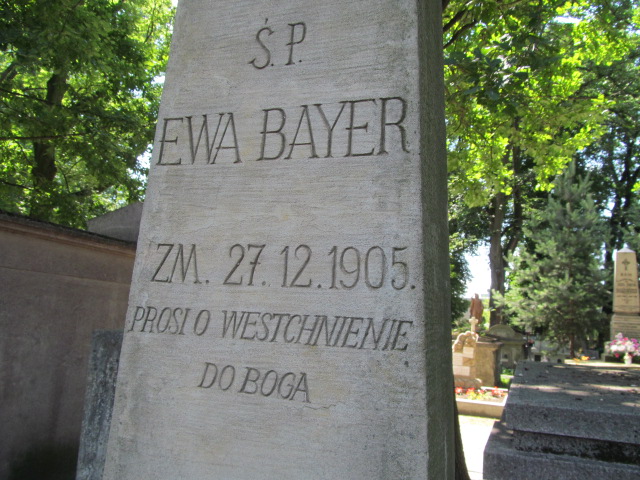 Ś.P.
EWA BAYER
ZM. 27.12.1905.
PROSI O WESTCHNIENIE
DO BOGA